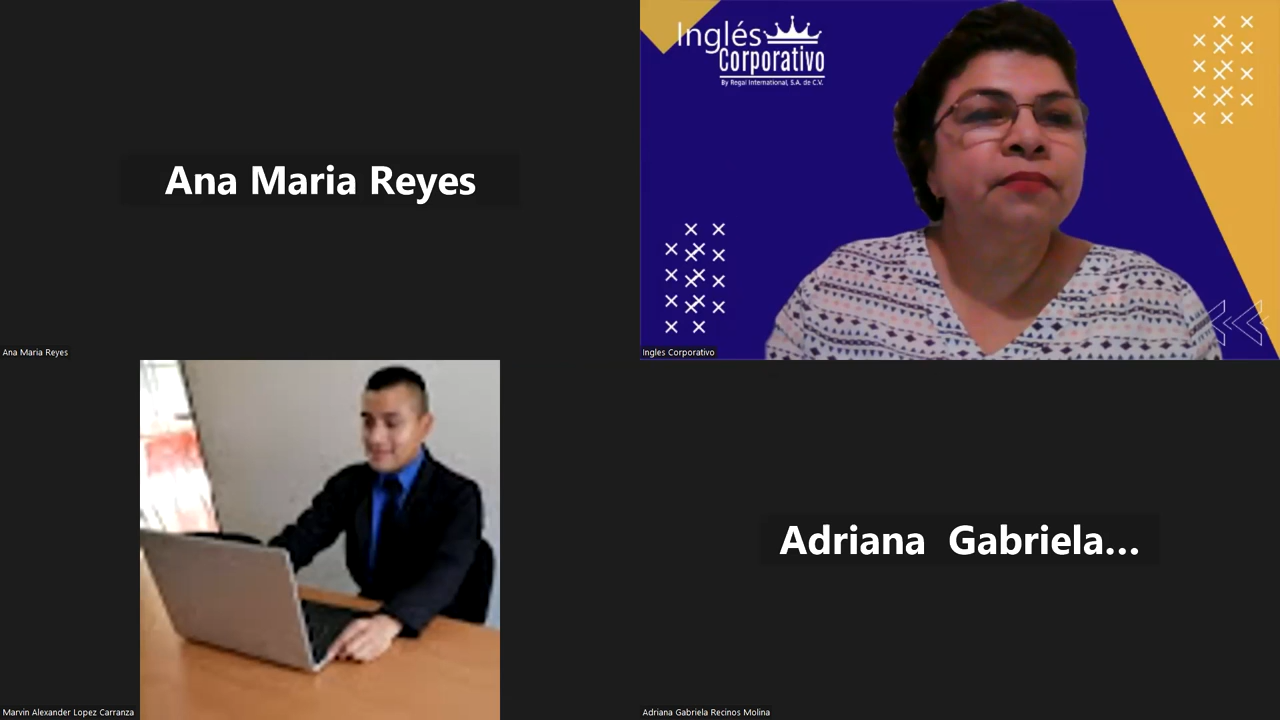 Ana Maria Reyes
Ana Maria Reyes
Inglés
Corporativo
By Regal International, S.A. de C.V.
Ingles Corporativo
Marvin Alexander Lopez Carranza
Adriana Gabriela...
Adriana Gabriela Recinos Molina